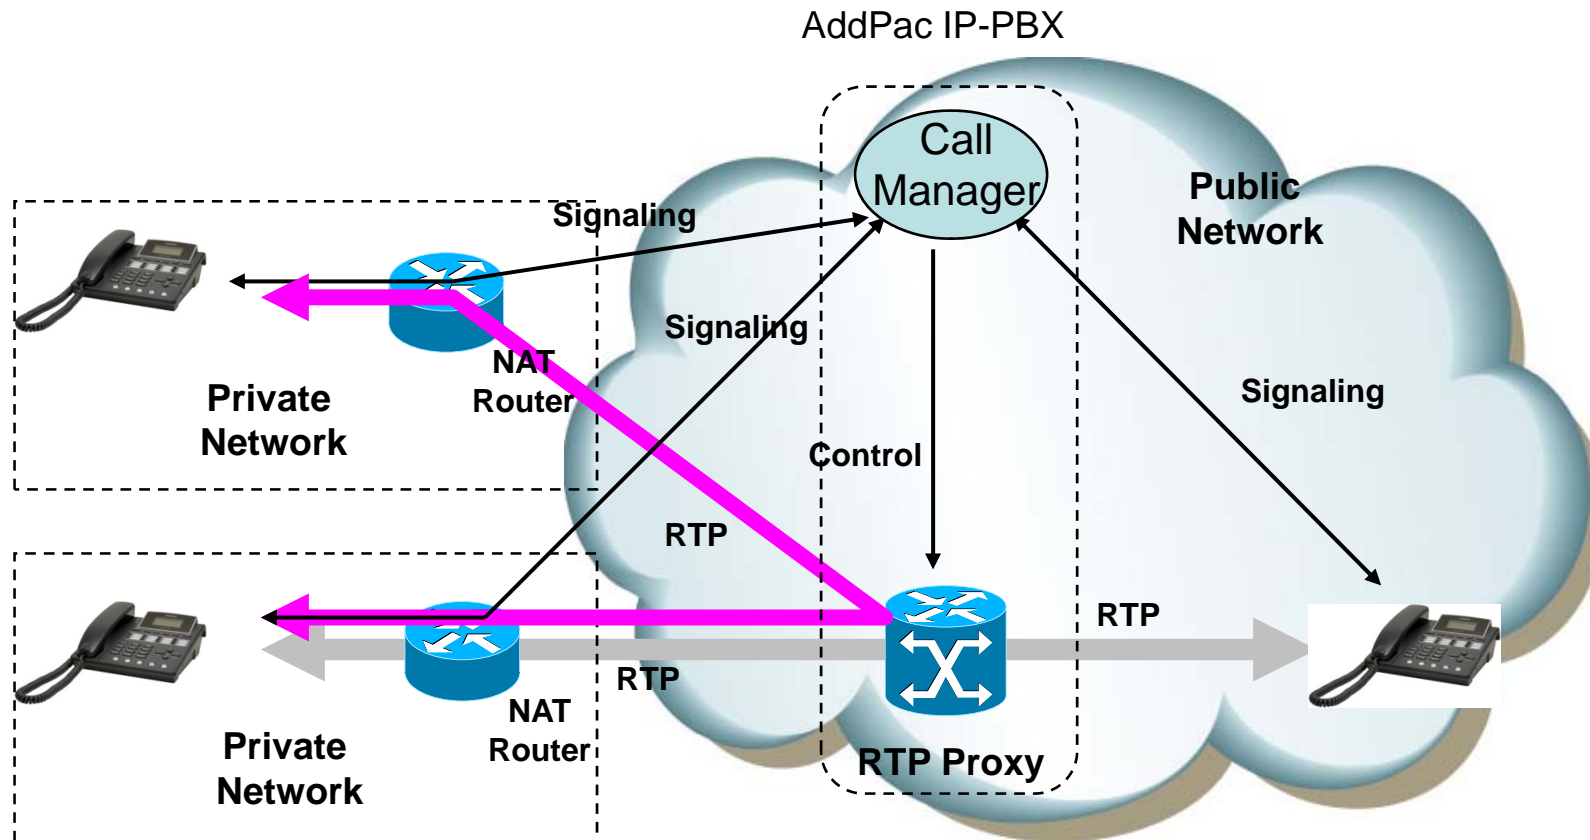 AddPac IP-PBX
Call
Manager
Public
Network
Signaling
Signaling
NAT
Router
Private
Network
Signaling
Control
RTP
RTP
RTP
NAT
Router
Private
Network
RTP Proxy